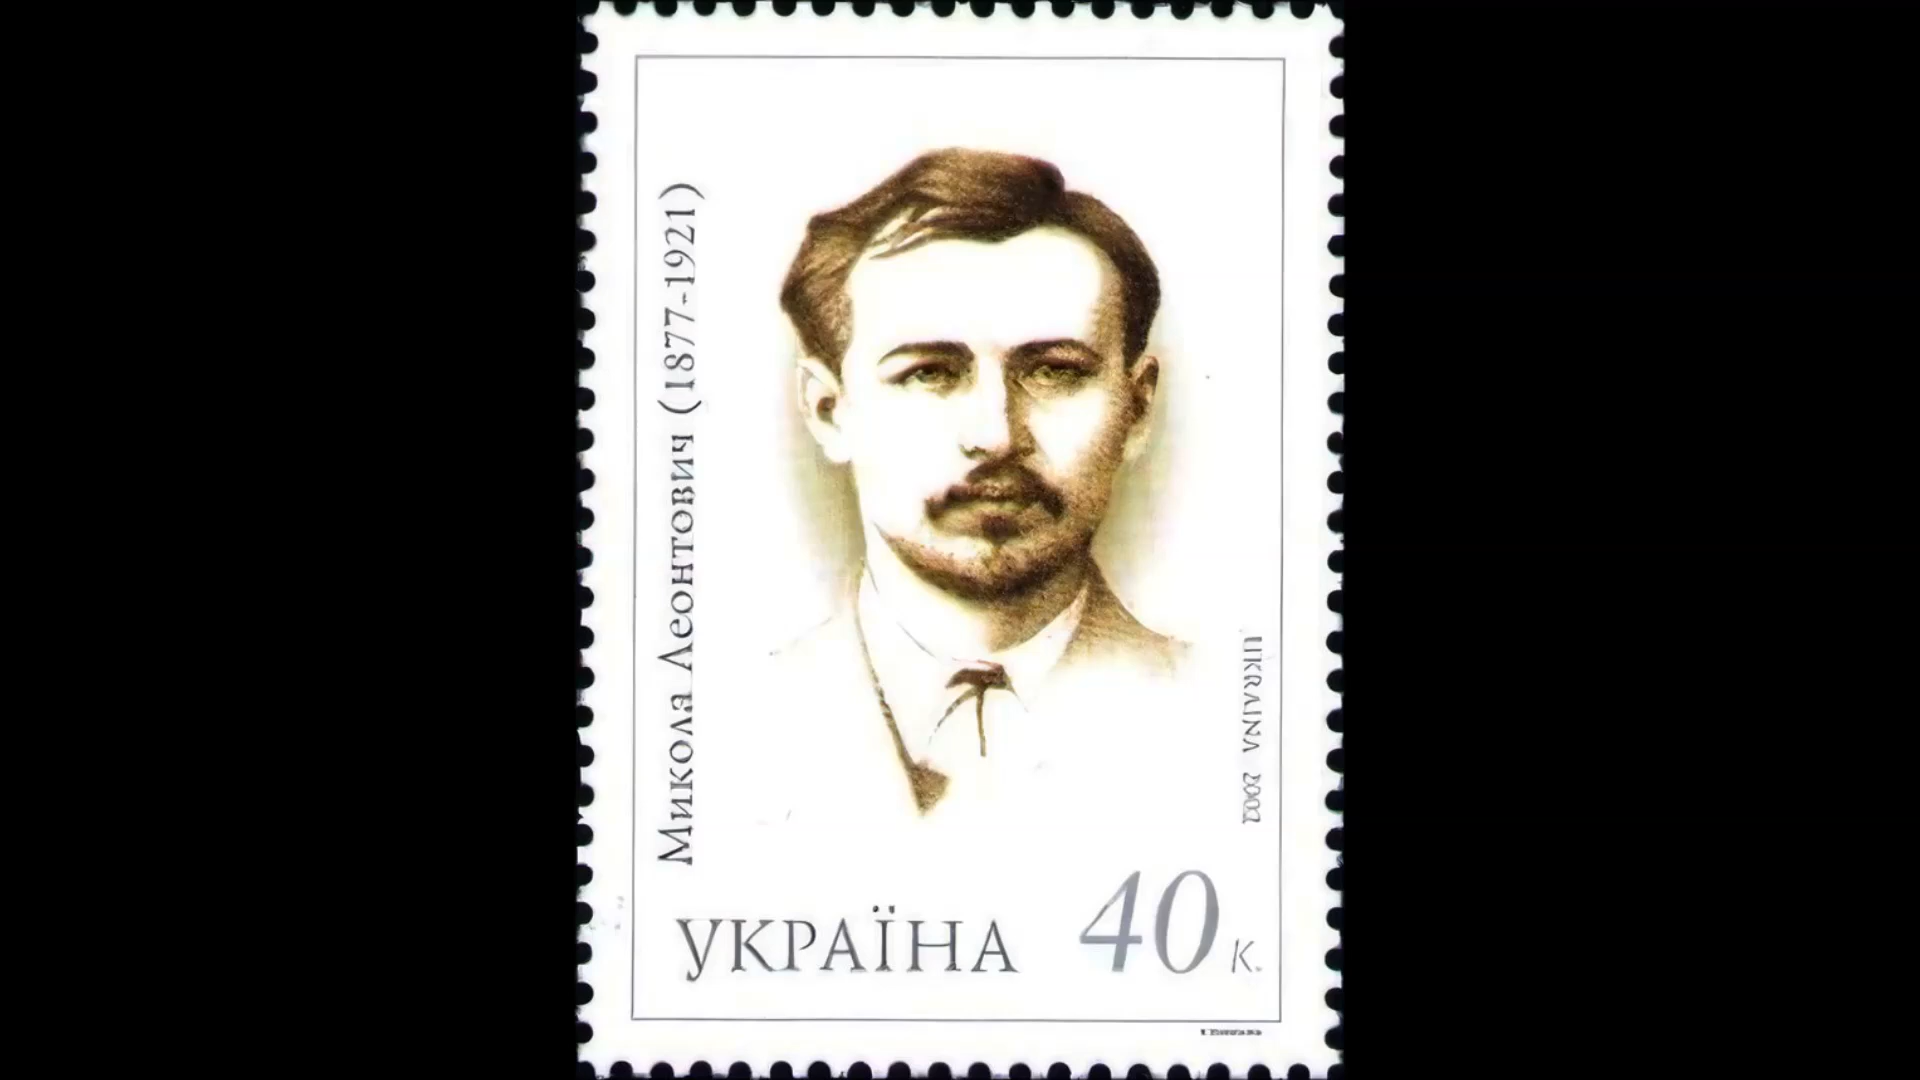 Микола Леонтович (1877-1921)
UKRAINA 2002
УКРАЇНА 40 к.